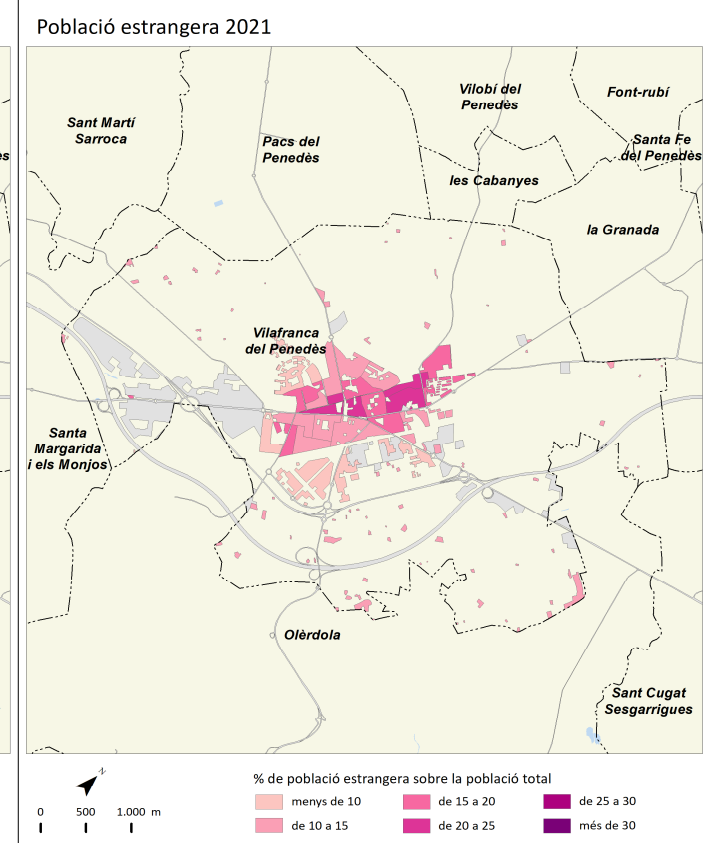 Població estrangera 2021
Vilobí del
Penedès
Font-rubí
Sant Martí
Sarroca
Pacs del
Penedès
Santa Fe
del Penedès
es
les Cabanyes
la Granada
Vilafranca
del Penedès
Santa
Margarida
i els Monjos
Olèrdola
Sant Cugat
Sesgarrigues
N
0 500 1.000 m
% de població estrangera sobre la població total
menys de 10
de 10 a 15
de 15 a 20
de 20 a 25
de 25 a 30
més de 30